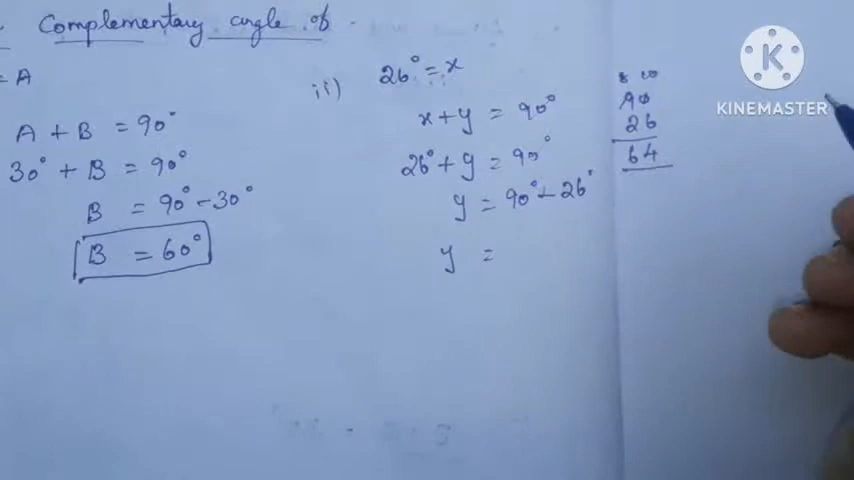 Complementary angle of
= A
A + B = 90°
30° + B = 90°
B = 90° - 30°
B = 60°
ii) 26° = x
x + y = 90°
26° + y = 90°
y = 90° - 26°
y =
8 10
90
26
64
KINEMASTER